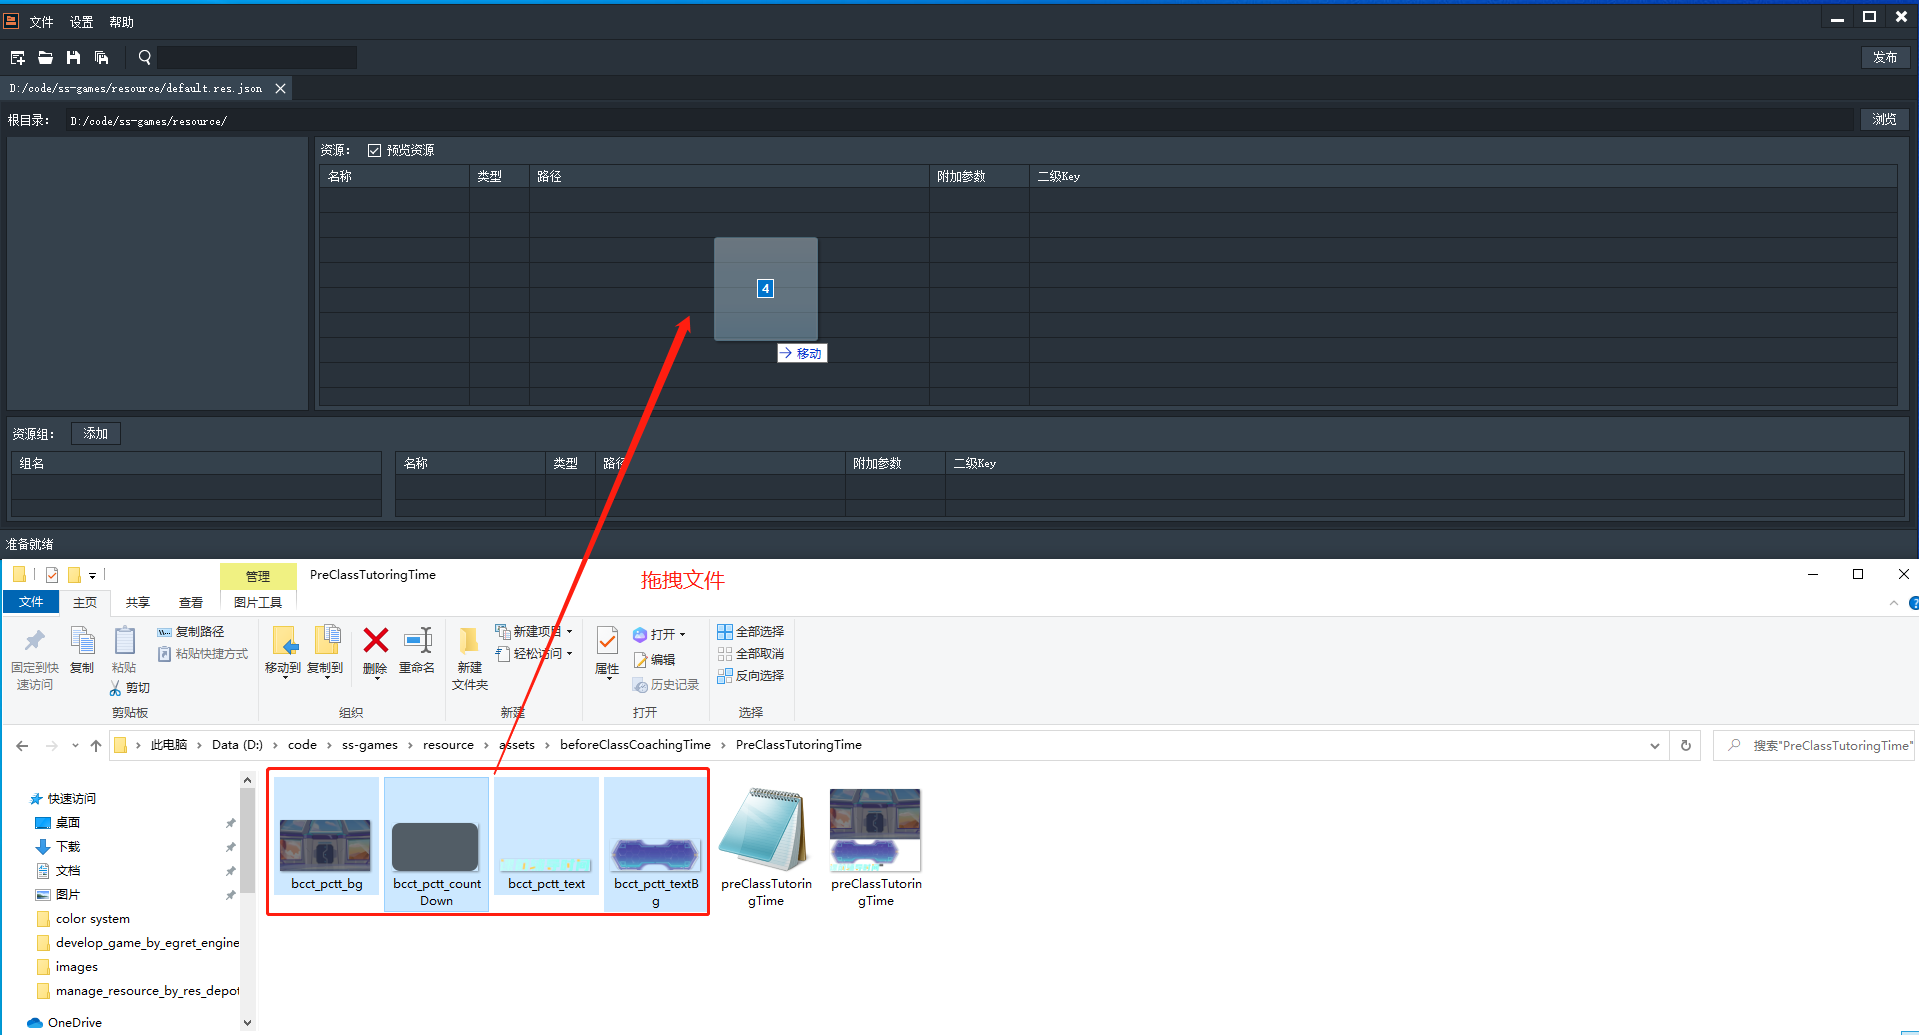 文件 设置 帮助
发布
D:/code/ss-games/resource/default.res.json
根目录： D:/code/ss-games/resource/ 浏览
资源： 预览资源
名称 类型 路径 附加参数 二级Key
4
移动
资源组： 添加
组名 名称 类型 路径 附加参数 二级Key
准备就绪
管理 PreClassTutoringTime
拖拽文件
文件 主页 共享 查看 图片工具
固定到快
速访问
复制
粘贴
复制路径
粘贴快捷方式
剪切
剪贴板
移动到 复制到 删除 重命名
组织
新建
文件夹
新建项目
轻松访问
新建
属性
打开
编辑
历史记录
打开
全部选择
全部取消
反向选择
选择
此电脑 Data (D:) code ss-games resource assets beforeClassCoachingTime PreClassTutoringTime
搜索"PreClassTutoringTime"
快速访问
桌面
下载
文档
图片
color system
develop_game_by_egret_engine
images
manage_resource_by_res_depot
OneDrive
bcct_pctt_bg
bcct_pctt_count
Down
bcct_pctt_text
bcct_pctt_textB
g
preClassTutorin
gTime
preClassTutorin
gTime